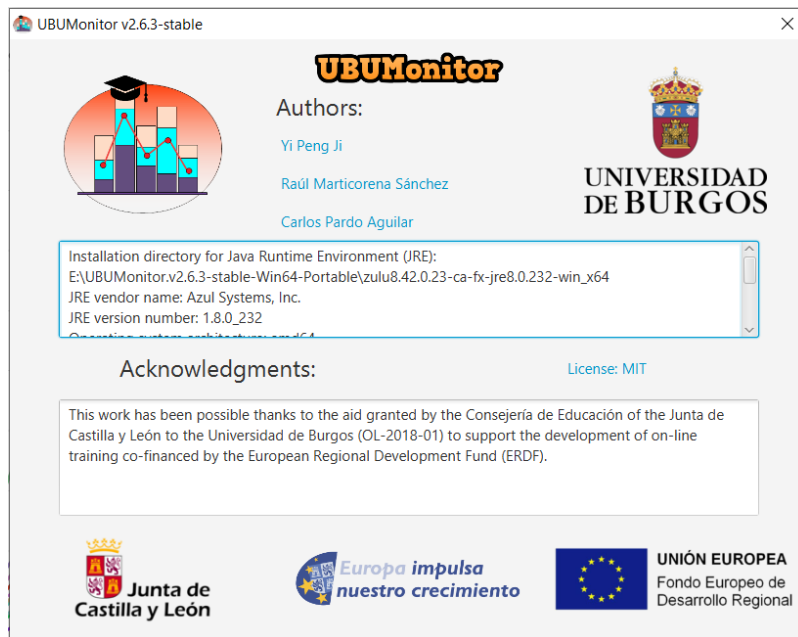 UBUMonitor v2.6.3-stable
UBUMonitor
Authors:
Yi Peng Ji
Raúl Marticorena Sánchez
Carlos Pardo Aguilar
UNIVERSIDAD
DE BURGOS
Installation directory for Java Runtime Environment (JRE):
E:\UBUMonitor.v2.6.3-stable-Win64-Portable\zulu8.42.0.23-ca-fx-jre8.0.232-win_x64
JRE vendor name: Azul Systems, Inc.
JRE version number: 1.8.0_232
Operating system architecture: amd64
Acknowledgments:
License: MIT
This work has been possible thanks to the aid granted by the Consejería de Educación of the Junta de
Castilla y León to the Universidad de Burgos (OL-2018-01) to support the development of on-line
training co-financed by the European Regional Development Fund (ERDF).
Junta de
Castilla y León
Europa impulsa
nuestro crecimiento
UNIÓN EUROPEA
Fondo Europeo de
Desarrollo Regional